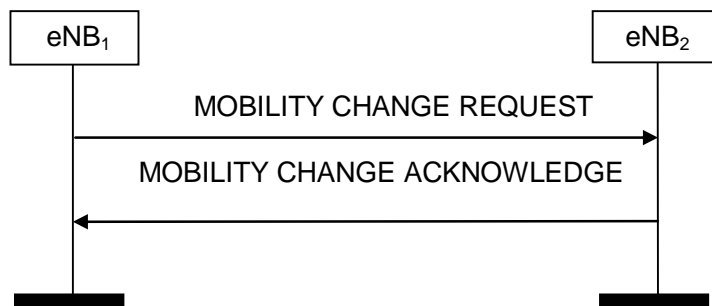 eNB₁ eNB₂
MOBILITY CHANGE REQUEST
MOBILITY CHANGE ACKNOWLEDGE